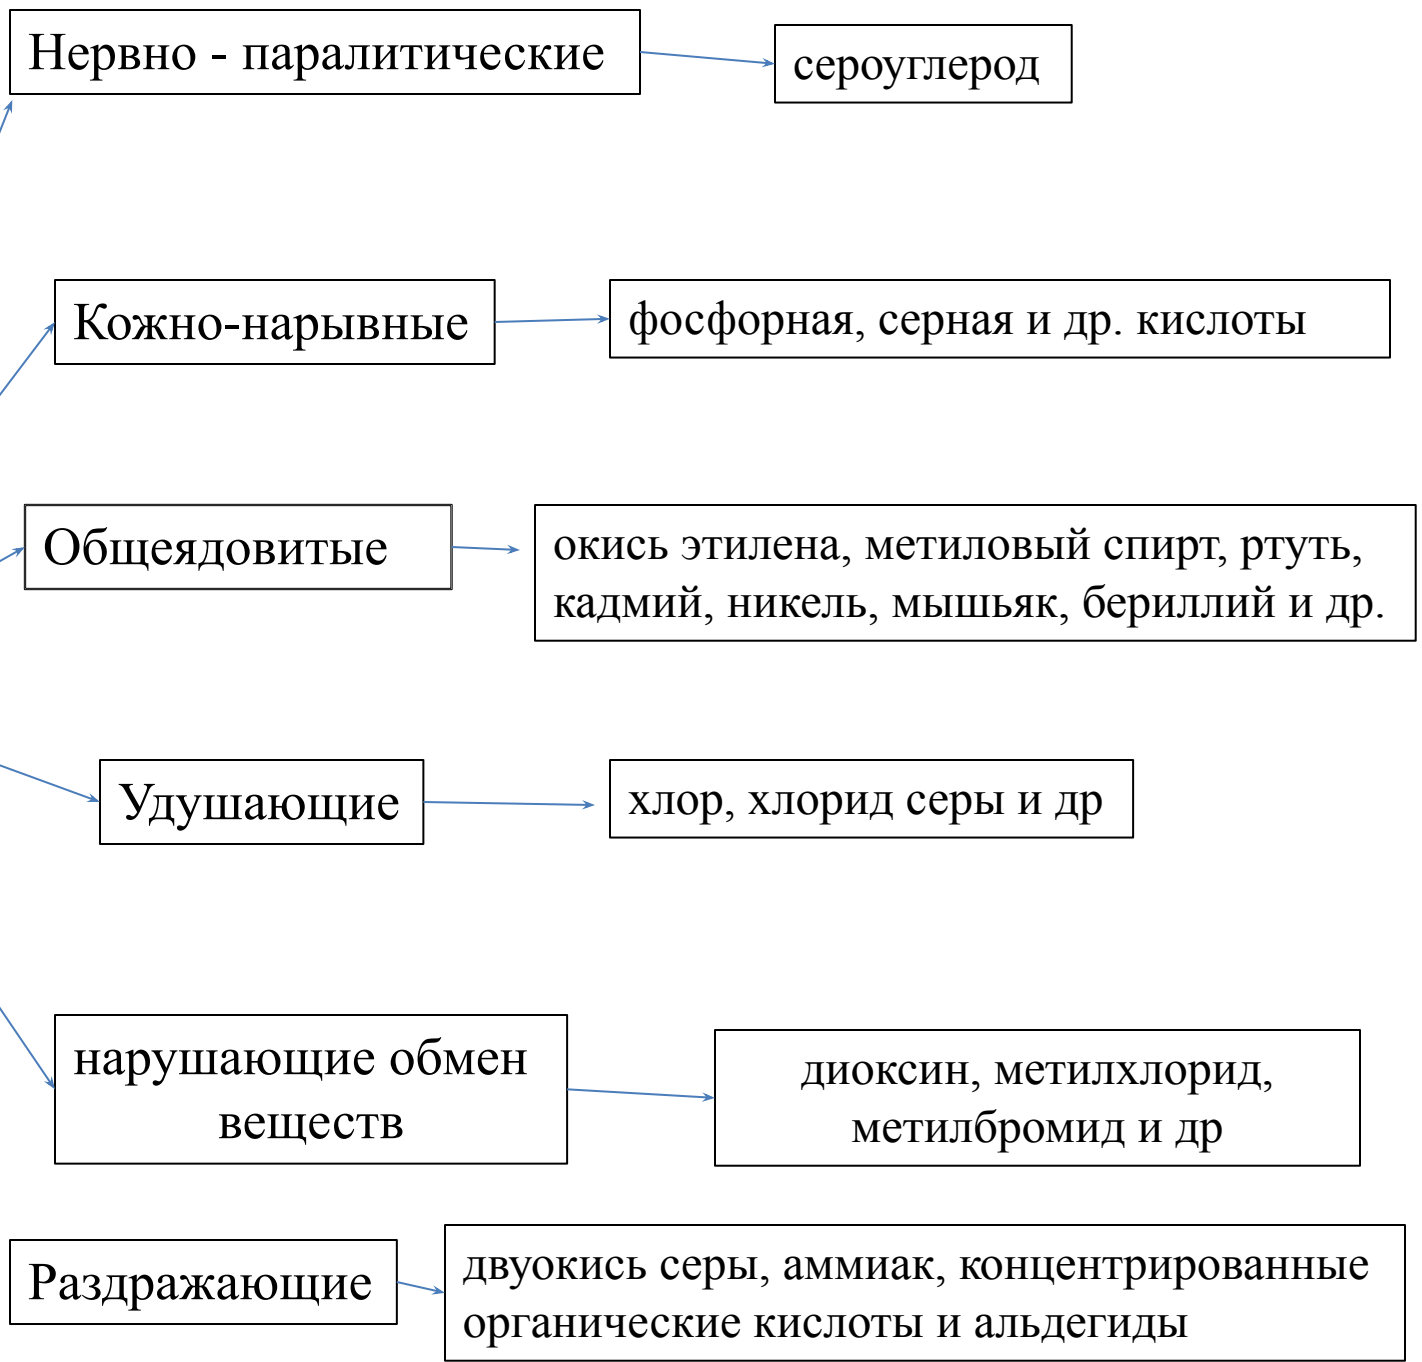 Нервно - паралитические
сероуглерод
Кожно-нарывные
фосфорная, серная и др. кислоты
Общеядовитые
окись этилена, метиловый спирт, ртуть,
кадмий, никель, мышьяк, бериллий и др.
Удушающие
хлор, хлорид серы и др
нарушающие обмен
веществ
диоксин, метилхлорид,
метилбромид и др
Раздражающие
двуокись серы, аммиак, концентрированные
органические кислоты и альдегиды